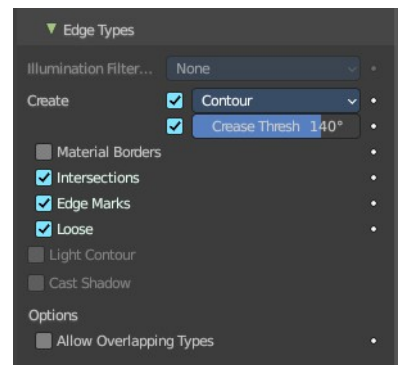 Edge Types
Illumination Filter... None
Create Contour
Crease Thresh 140°
Material Borders
Intersections
Edge Marks
Loose
Light Contour
Cast Shadow
Options
Allow Overlapping Types